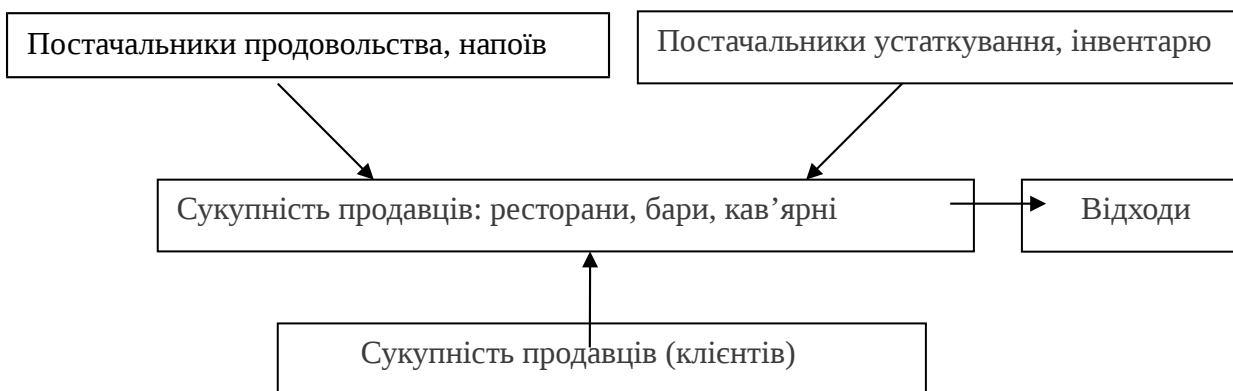 Постачальники продовольства, напоїв
Постачальники устаткування, інвентарю
Сукупність продавців: ресторани, бари, кав’ярні
Відходи
Сукупність продавців (клієнтів)